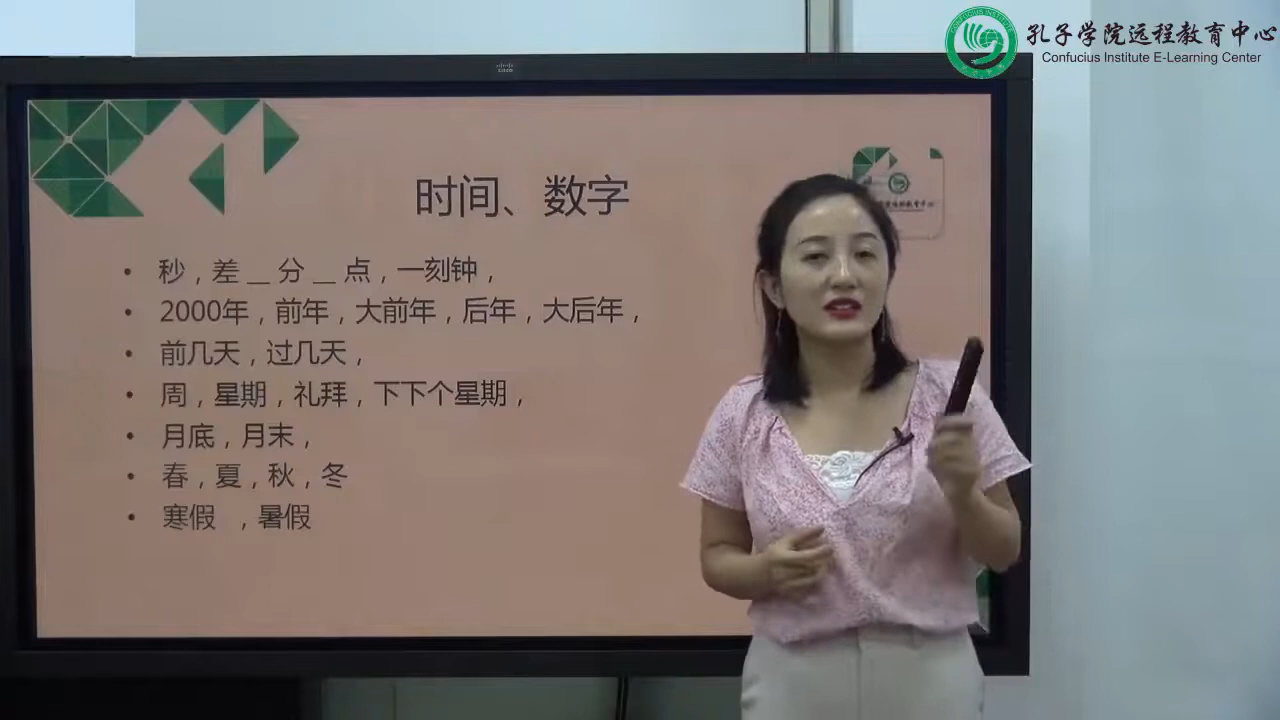 孔子学院远程教育中心
Confucius Institute E-Learning Center
时间、数字
• 秒，差＿分＿点，一刻钟，
• 2000年，前年，大前年，后年，大后年，
• 前几天，过几天，
• 周，星期，礼拜，下下个星期，
• 月底，月末，
• 春，夏，秋，冬
• 寒假 ，暑假